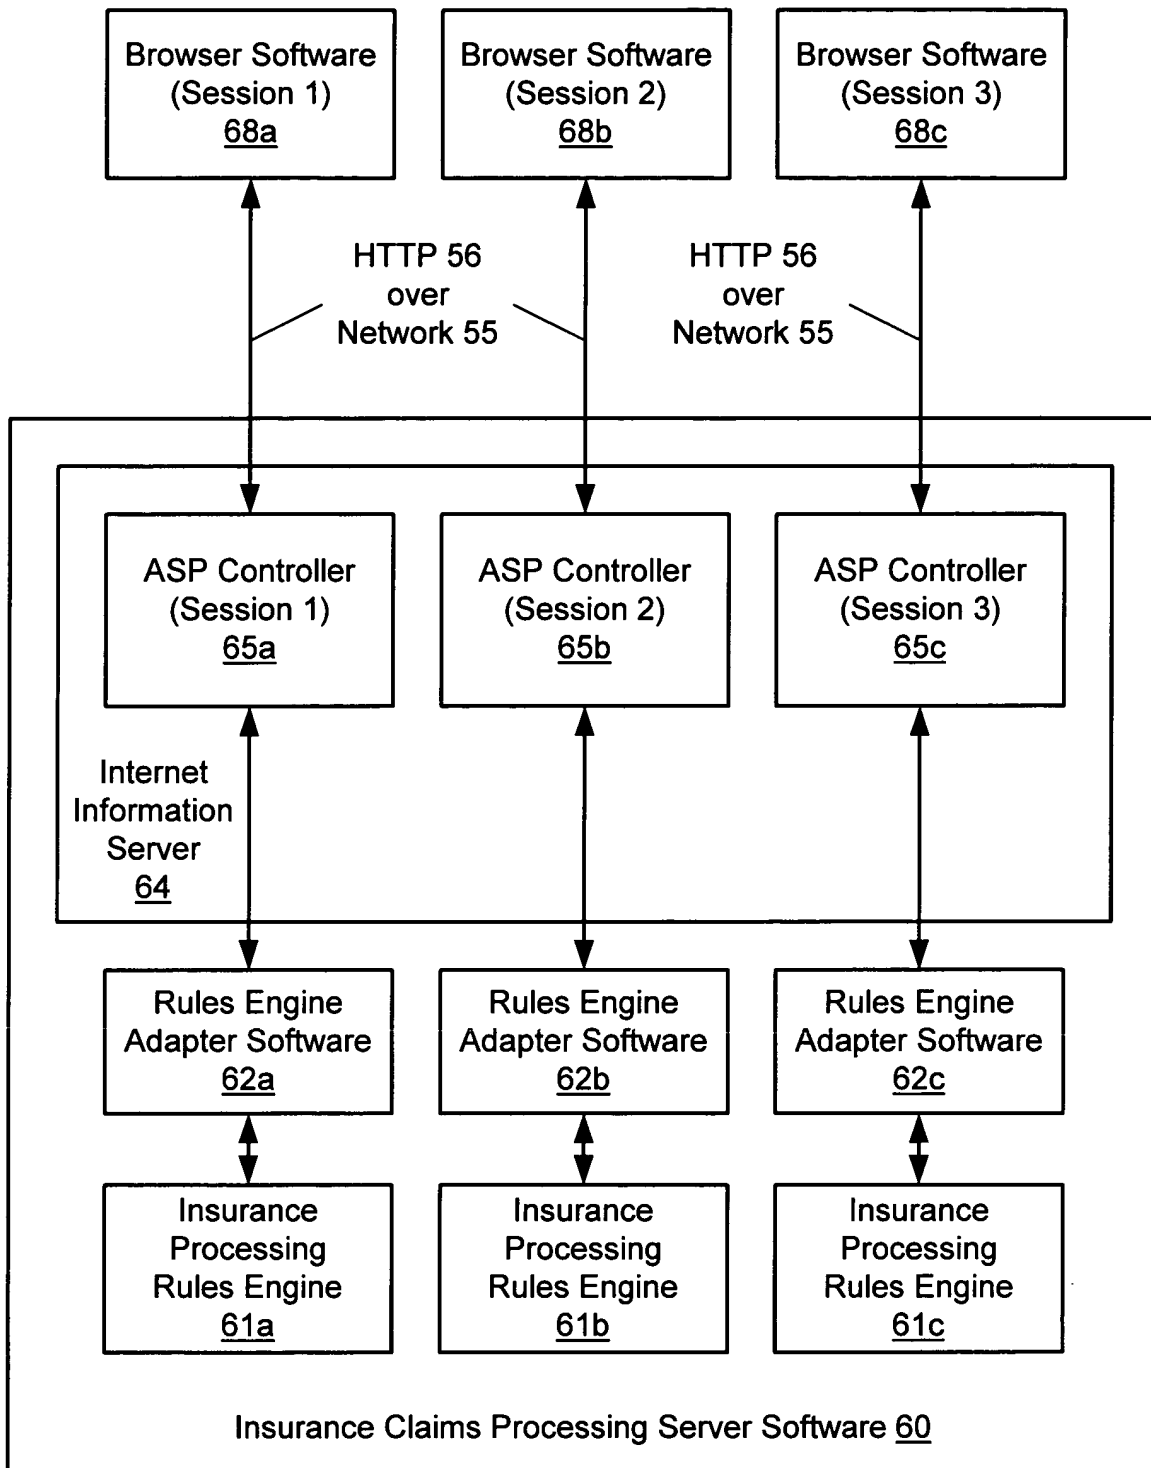 Browser Software
(Session 1)
68a
Browser Software
(Session 2)
68b
Browser Software
(Session 3)
68c
HTTP 56
over
Network 55
HTTP 56
over
Network 55
ASP Controller
(Session 1)
65a
ASP Controller
(Session 2)
65b
ASP Controller
(Session 3)
65c
Internet
Information
Server
64
Rules Engine
Adapter Software
62a
Rules Engine
Adapter Software
62b
Rules Engine
Adapter Software
62c
Insurance
Processing
Rules Engine
61a
Insurance
Processing
Rules Engine
61b
Insurance
Processing
Rules Engine
61c
Insurance Claims Processing Server Software 60